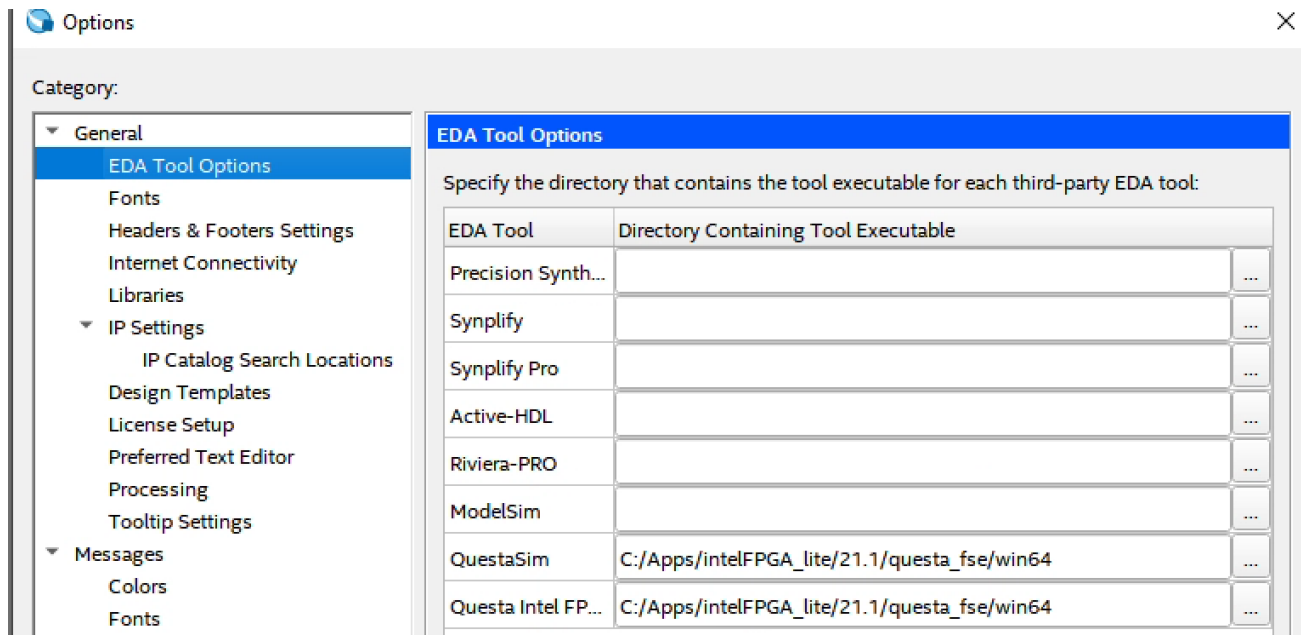 Options
Category:
General
EDA Tool Options
Fonts
Headers & Footers Settings
Internet Connectivity
Libraries
IP Settings
IP Catalog Search Locations
Design Templates
License Setup
Preferred Text Editor
Processing
Tooltip Settings
Messages
Colors
Fonts
EDA Tool Options
Specify the directory that contains the tool executable for each third-party EDA tool:
EDA Tool Directory Containing Tool Executable
Precision Synth... ...
Synplify ...
Synplify Pro ...
Active-HDL ...
Riviera-PRO ...
ModelSim ...
QuestaSim C:/Apps/intelFPGA_lite/21.1/questa_fse/win64 ...
Questa Intel FP... C:/Apps/intelFPGA_lite/21.1/questa_fse/win64 ...